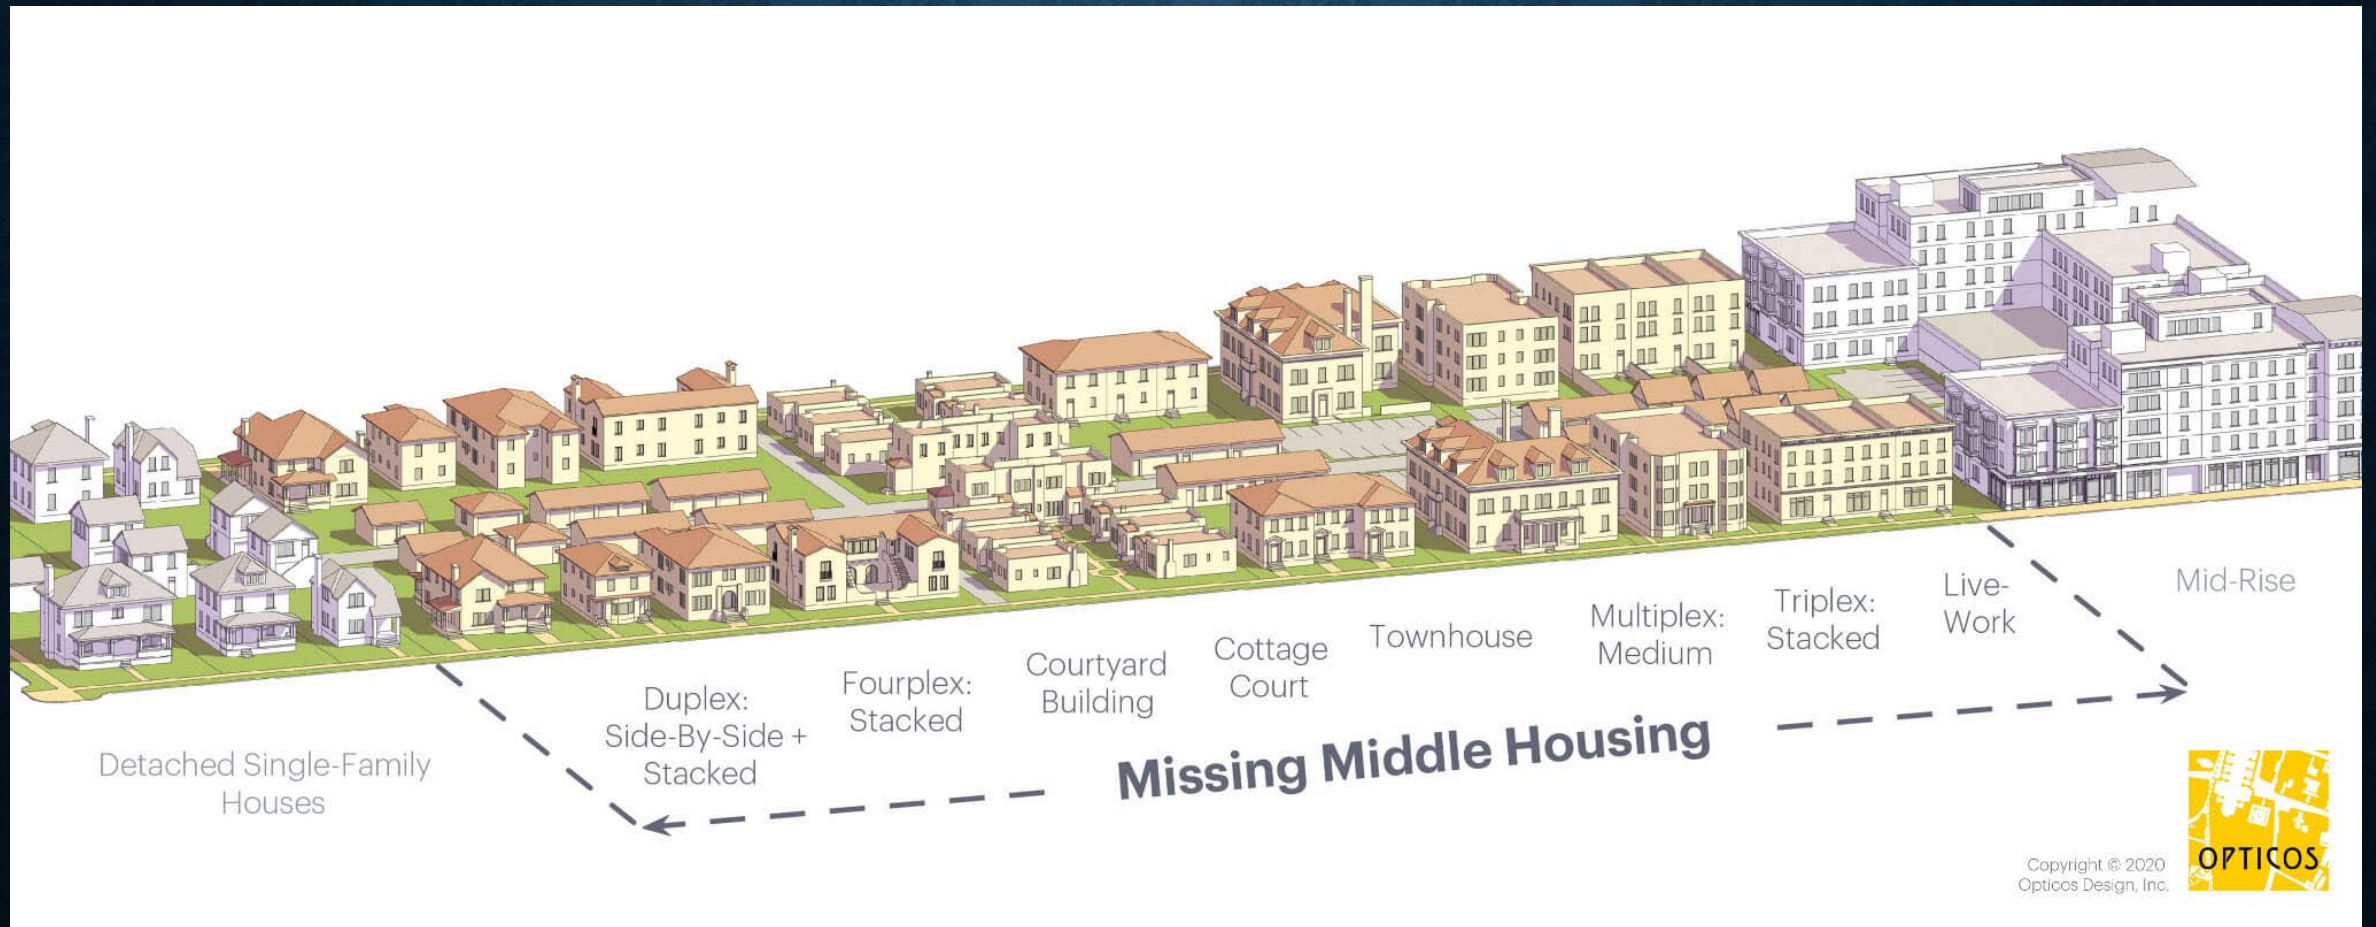 Detached Single-Family
Houses
Duplex:
Side-By-Side +
Stacked
Fourplex:
Stacked
Courtyard
Building
Cottage
Court
Townhouse
Multiplex:
Medium
Triplex:
Stacked
Live-
Work
Mid-Rise
Missing Middle Housing
Copyright © 2020
Opticos Design, Inc.
OPTICOS